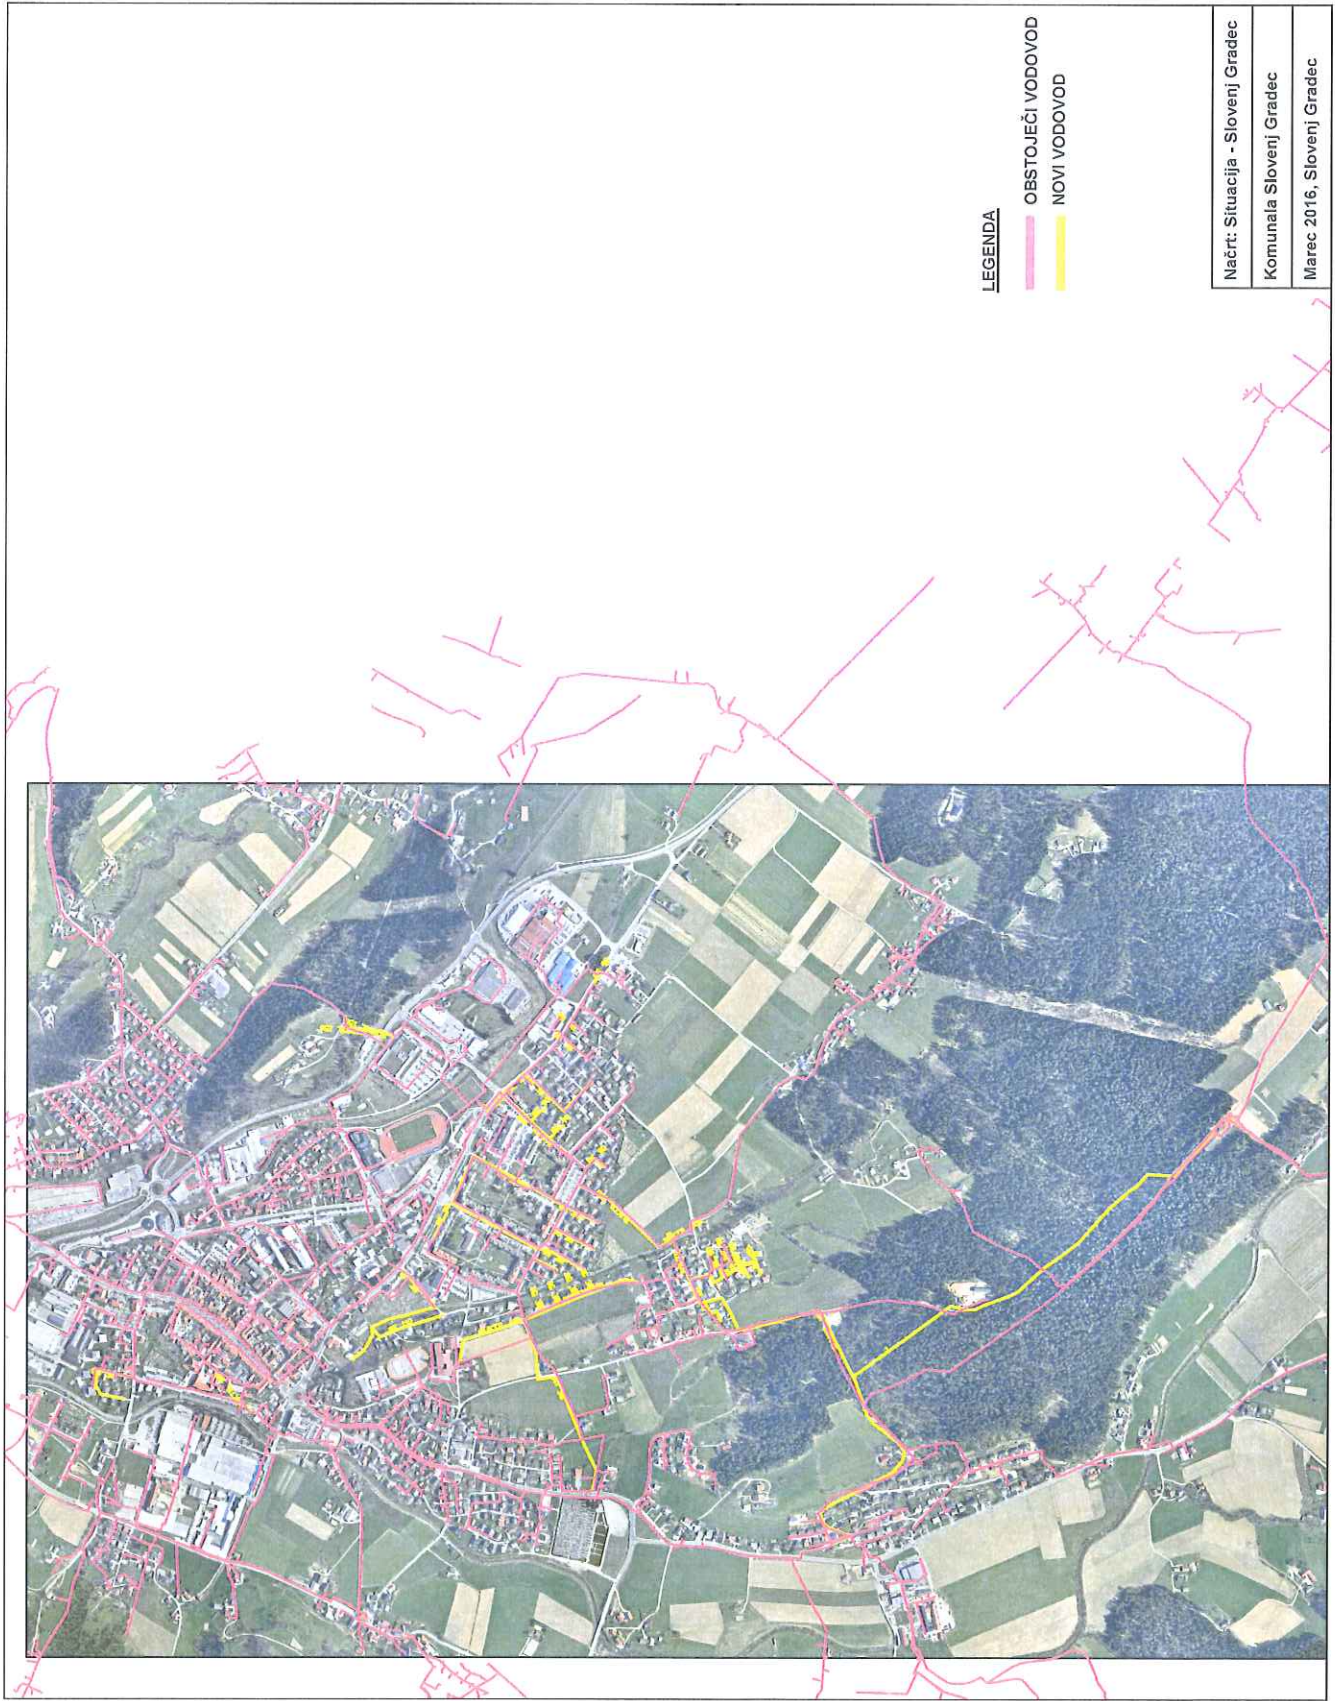 LEGENDA
OBSTOJEČI VODOVOD
NOVI VODOVOD
Načrt: Situacija - Slovenj Gradec
Komunala Slovenj Gradec
Marec 2016, Slovenj Gradec